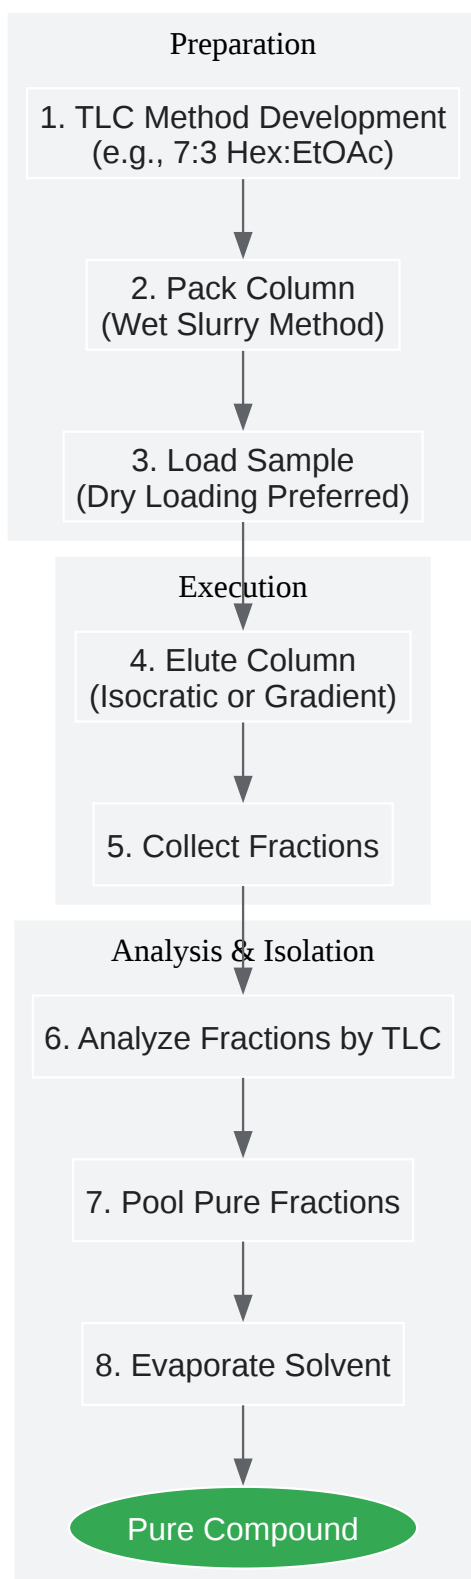 Preparation
1. TLC Method Development
(e.g., 7:3 Hex:EtOAc)
2. Pack Column
(Wet Slurry Method)
3. Load Sample
(Dry Loading Preferred)
Execution
4. Elute Column
(Isocratic or Gradient)
5. Collect Fractions
Analysis & Isolation
6. Analyze Fractions by TLC
7. Pool Pure Fractions
8. Evaporate Solvent
Pure Compound